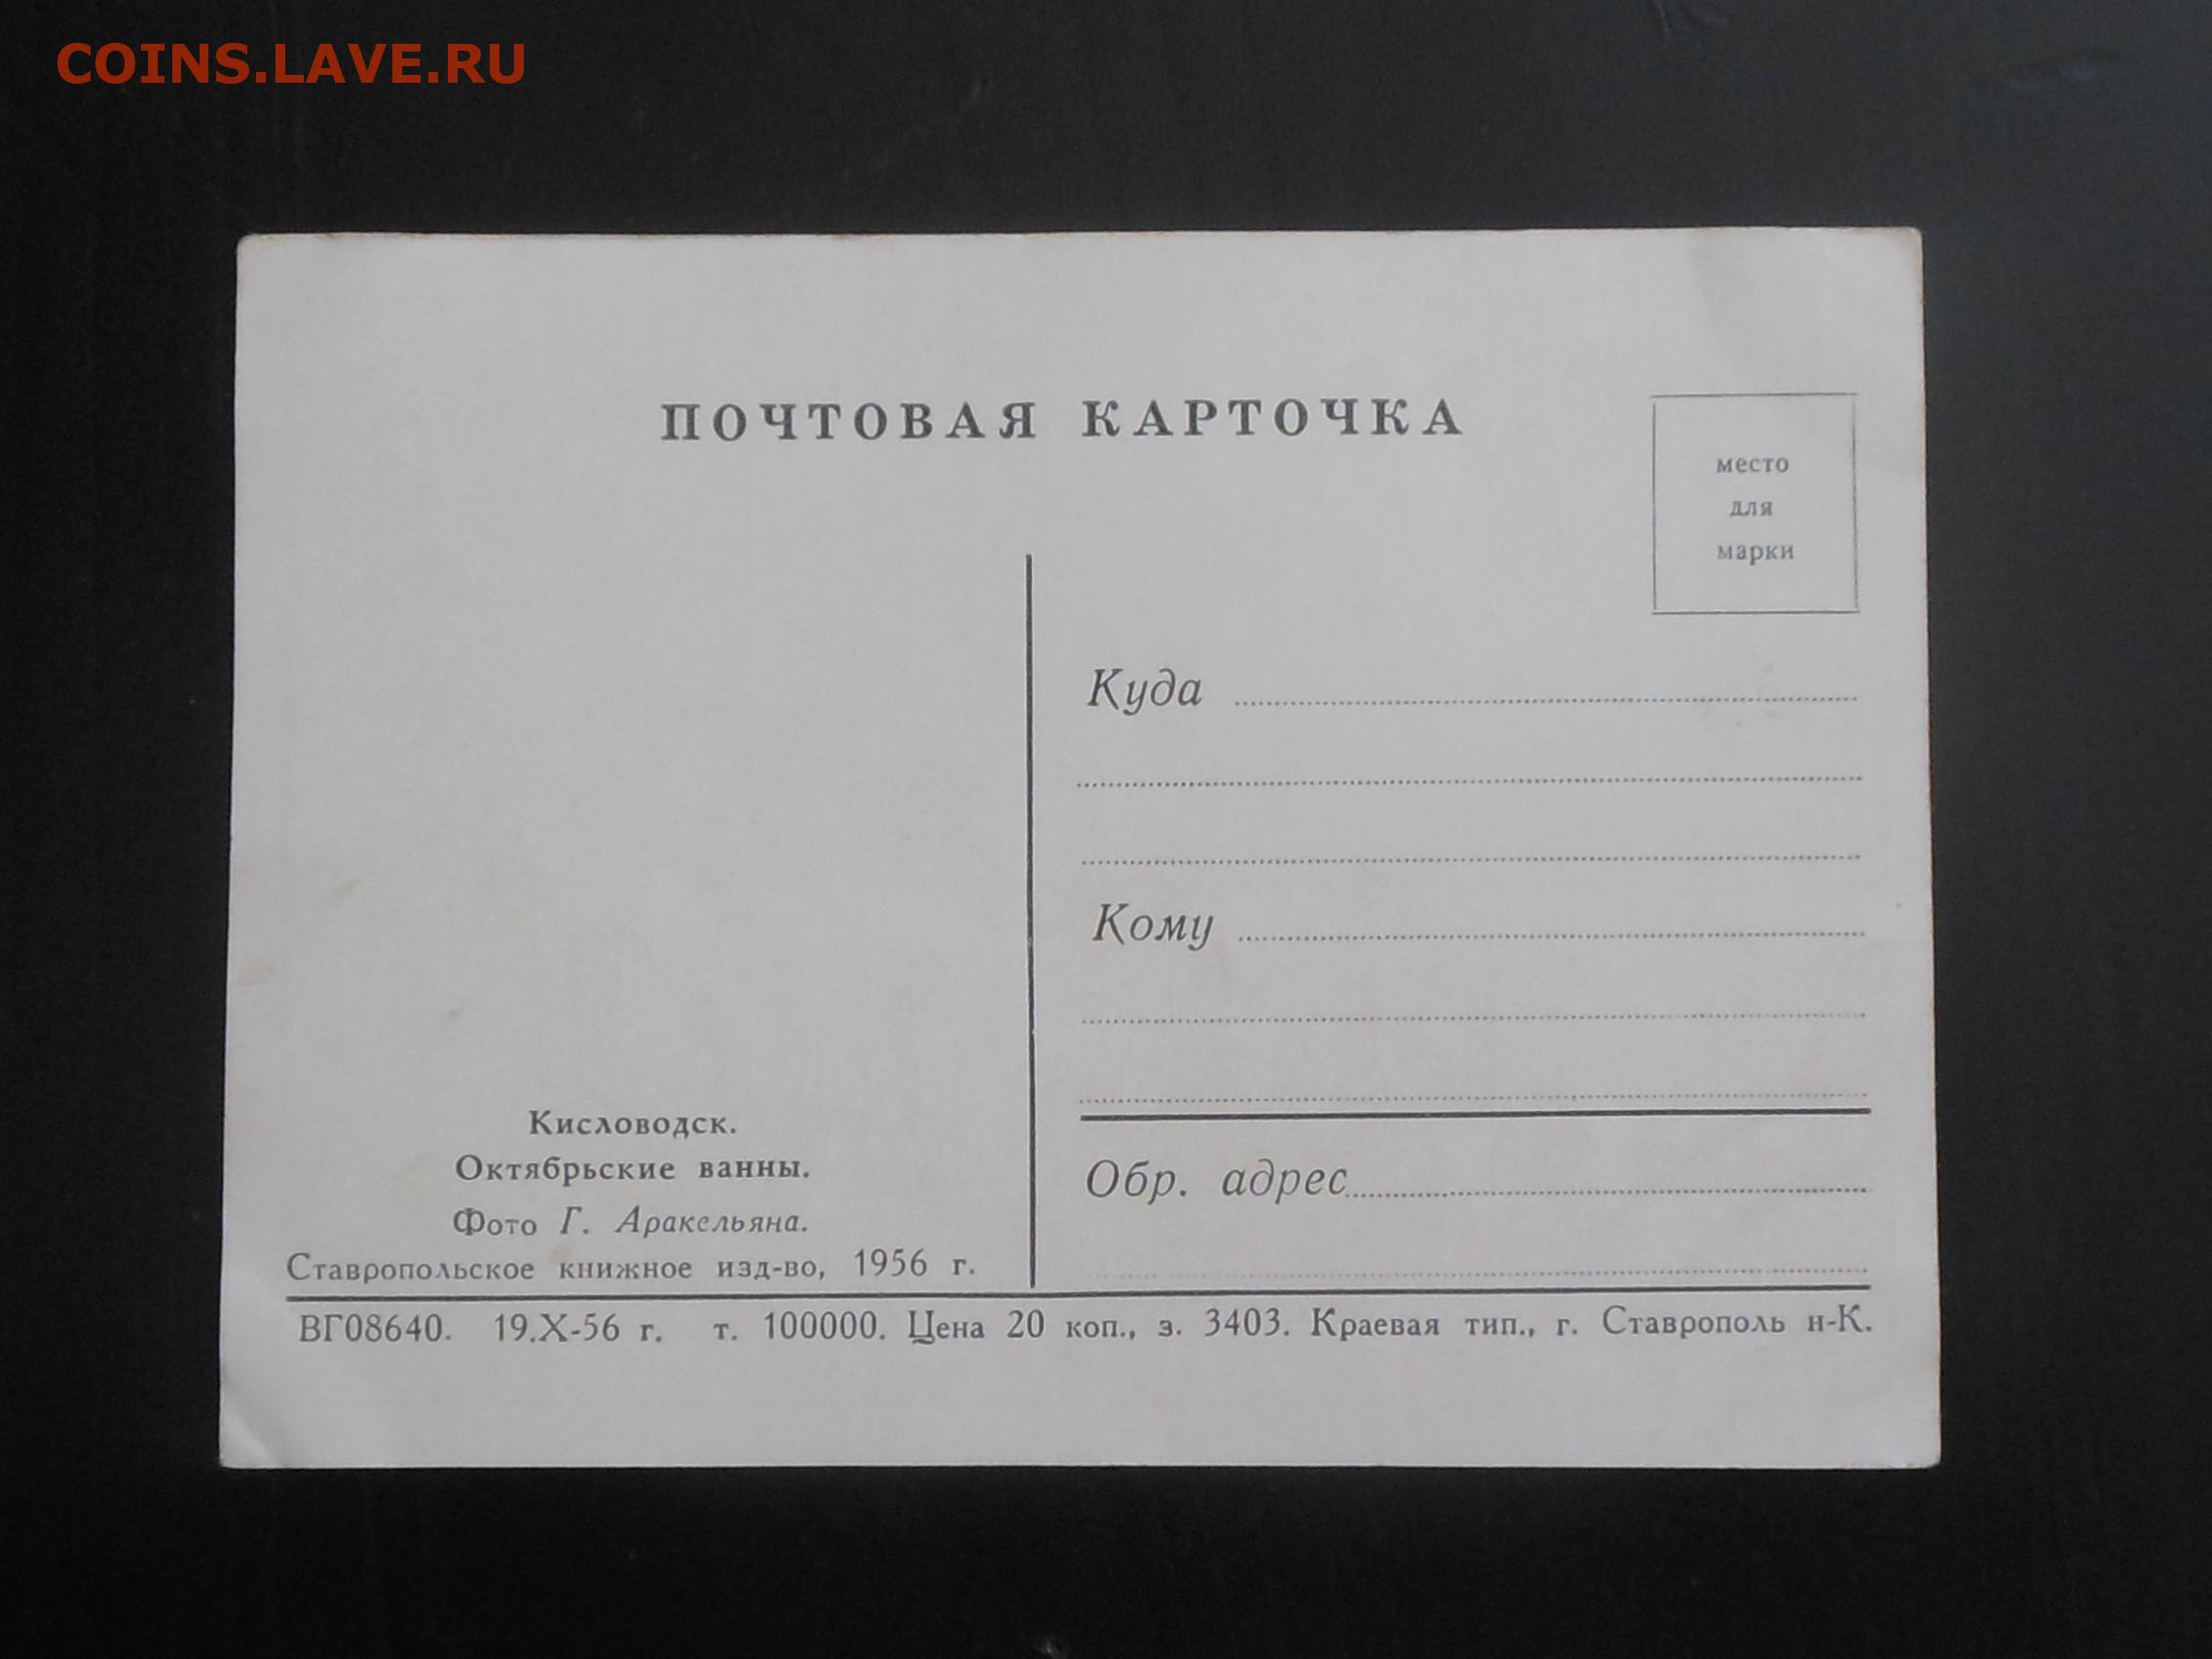 COINS.LAVE.RU
ПОЧТОВАЯ КАРТОЧКА
место
для
марки
Куда
Кому
Обр. адрес
Кисловодск.
Октябрьские ванны.
Фото Г. Аракельяна.
Ставропольское книжное изд-во, 1956 г.
ВГ08640. 19.X-56 г. т. 100000. Цена 20 коп., з. 3403. Краевая тип., г. Ставрополь н-К.